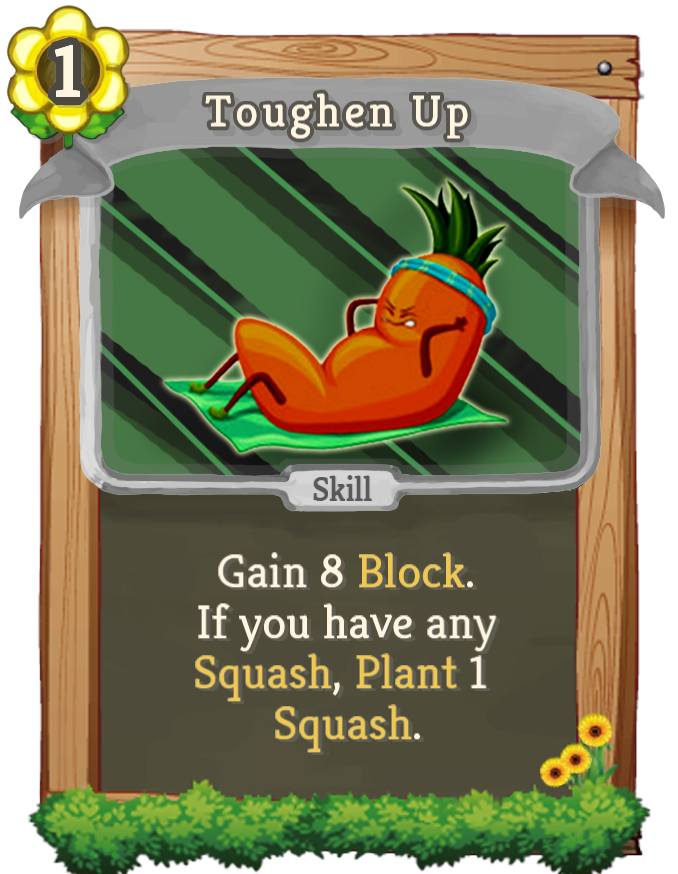 1
Toughen Up
Skill
Gain 8 Block.
If you have any
Squash, Plant 1
Squash.